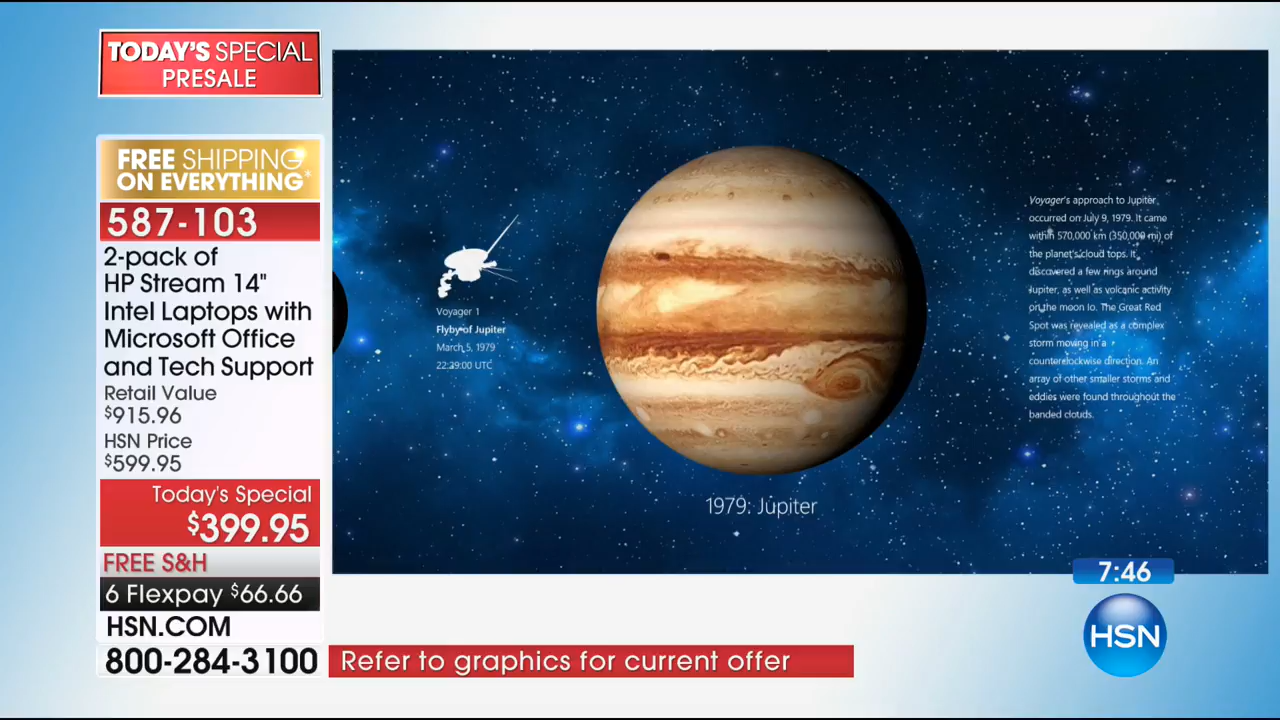 TODAY'S SPECIAL
PRESALE
FREE SHIPPING
ON EVERYTHING*
587-103
2-pack of
HP Stream 14"
Intel Laptops with
Microsoft Office
and Tech Support
Retail Value
$915.96
HSN Price
$599.95
Today's Special
$399.95
FREE S&H
6 Flexpay $66.66
HSN.COM
800-284-3100
Refer to graphics for current offer
Voyager 1
Flyby of Jupiter
March 5, 1979
22:29:00 UTC
1979: Jupiter
Voyager's approach to Jupiter
occurred on July 9, 1979. It came
within 570,000 km (350,000 mi) of
the planet's cloud tops. It
discovered a few rings around
Jupiter, as well as volcanic activity
on the moon Io. The Great Red
Spot was revealed as a complex
storm moving in a
counterclockwise direction. An
array of other smaller storms and
eddies were found throughout the
banded clouds.
7:46
HSN